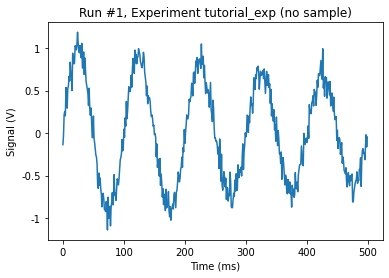 Run #1, Experiment tutorial_exp (no sample)
Signal (V)
1
0.5
0
-0.5
-1
0 100 200 300 400 500
Time (ms)